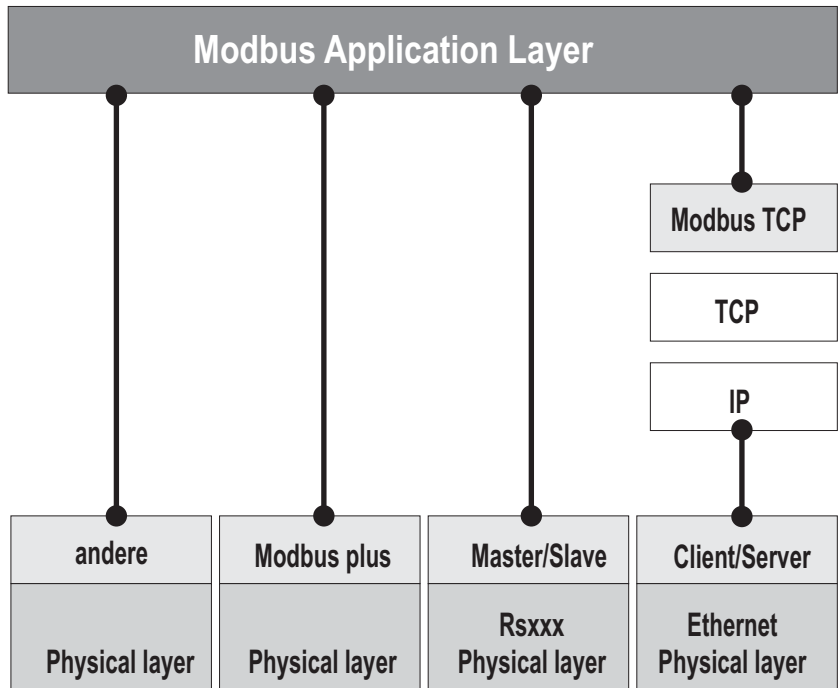 Modbus Application Layer
Modbus TCP
TCP
IP
andere
Modbus plus
Master/Slave
Client/Server
Physical layer
Physical layer
Rsxxx
Physical layer
Ethernet
Physical layer